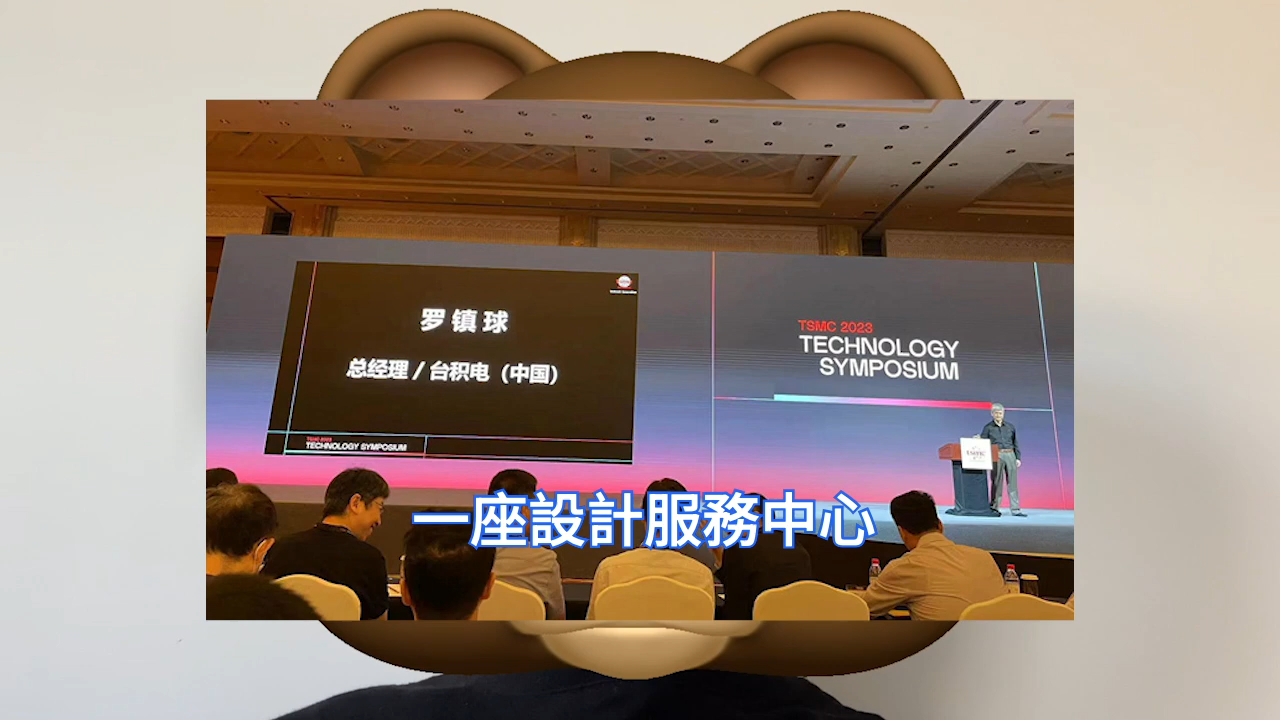 罗镇球
总经理 / 台积电（中国）
TSMC 2023
TECHNOLOGY SYMPOSIUM
TSMC 2023
TECHNOLOGY
SYMPOSIUM
一座設計服務中心